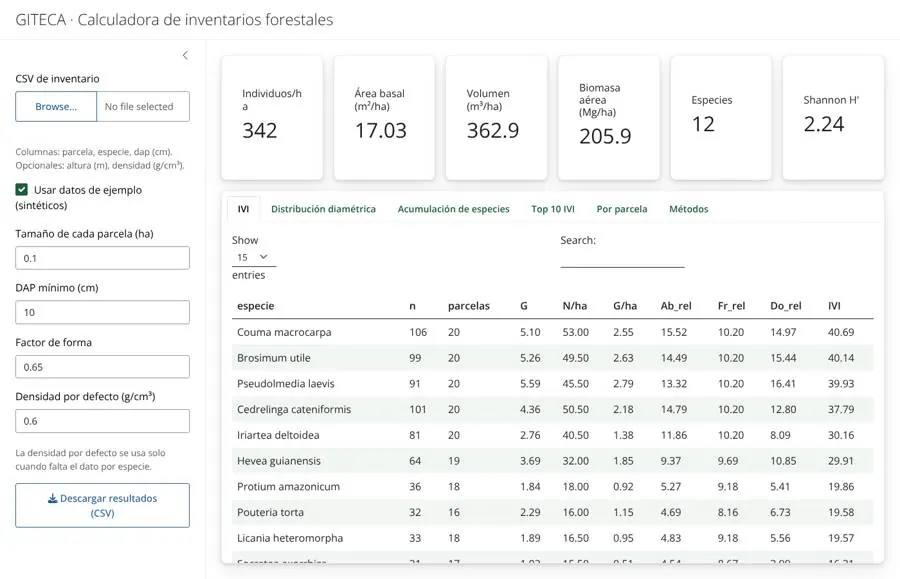 GITECA · Calculadora de inventarios forestales
CSV de inventario
Browse... No file selected
Columnas: parcela, especie, dap (cm).
Opcionales: altura (m), densidad (g/cm³).
Usar datos de ejemplo
(sintéticos)
Tamaño de cada parcela (ha)
0.1
DAP mínimo (cm)
10
Factor de forma
0.65
Densidad por defecto (g/cm³)
0.6
La densidad por defecto se usa solo
cuando falta el dato por especie.
Descargar resultados
(CSV)
Individuos/h
a
342
Área basal
(m²/ha)
17.03
Volumen
(m³/ha)
362.9
Biomasa
aérea
(Mg/ha)
205.9
Especies
12
Shannon H'
2.24
IVI Distribución diamétrica Acumulación de especies Top 10 IVI Por parcela Métodos
Show
15
entries
Search:
especie n parcelas G N/ha G/ha Ab_rel Fr_rel Do_rel IVI
Couma macrocarpa 106 20 5.10 53.00 2.55 15.52 10.20 14.97 40.69
Brosimum utile 99 20 5.26 49.50 2.63 14.49 10.20 15.44 40.14
Pseudolmedia laevis 91 20 5.59 45.50 2.79 13.32 10.20 16.41 39.93
Cedrelinga cateniformis 101 20 4.36 50.50 2.18 14.79 10.20 12.80 37.79
Iriartea deltoidea 81 20 2.76 40.50 1.38 11.86 10.20 8.09 30.16
Hevea guianensis 64 19 3.69 32.00 1.85 9.37 9.69 10.85 29.91
Protium amazonicum 36 18 1.84 18.00 0.92 5.27 9.18 5.41 19.86
Pouteria torta 32 16 2.29 16.00 1.15 4.69 8.16 6.73 19.58
Licania heteromorpha 33 18 1.89 16.50 0.95 4.83 9.18 5.56 19.57